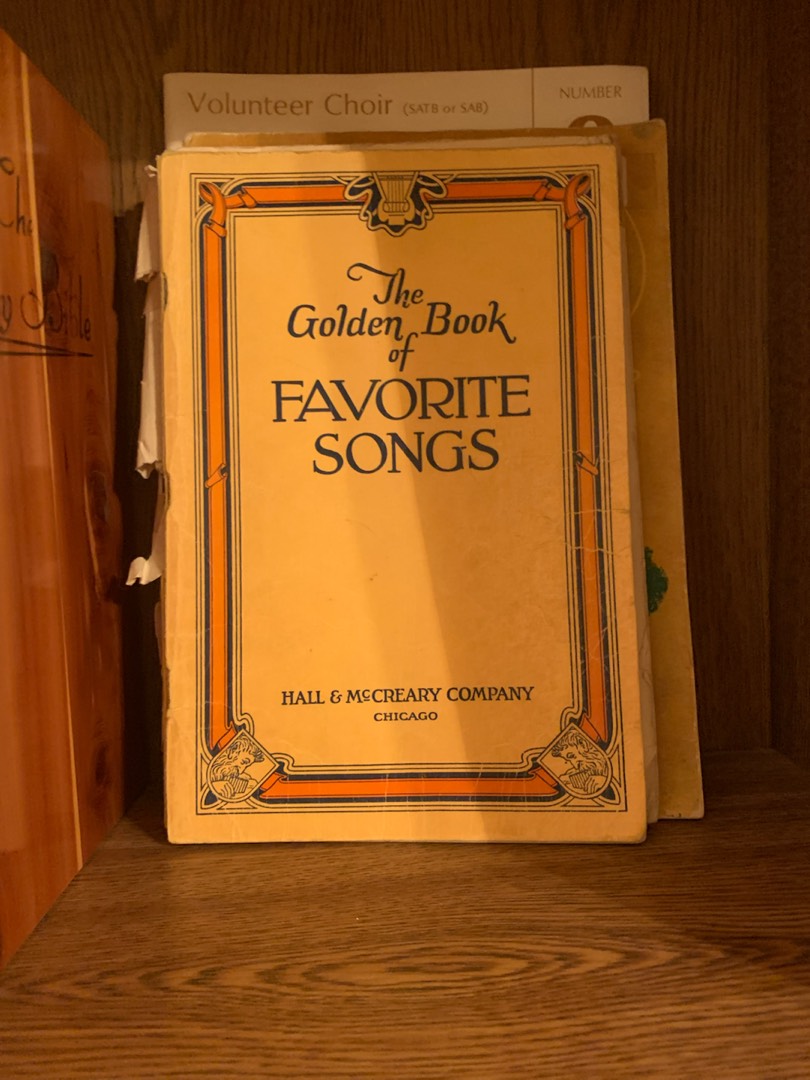 Volunteer Choir (SATB or SAB)
NUMBER
The
Golden Book
of
FAVORITE
SONGS
HALL & McCREARY COMPANY
CHICAGO